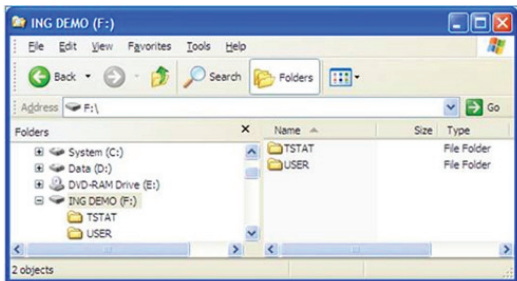 ING DEMO (F:)
File Edit View Favorites Tools Help
Back Search Folders
Address F:\ Go
Folders x Name Size Type
System (C:)
Data (D:)
DVD-RAM Drive (E:)
ING DEMO (F:)
TSTAT
USER
TSTAT File Folder
USER File Folder
2 objects